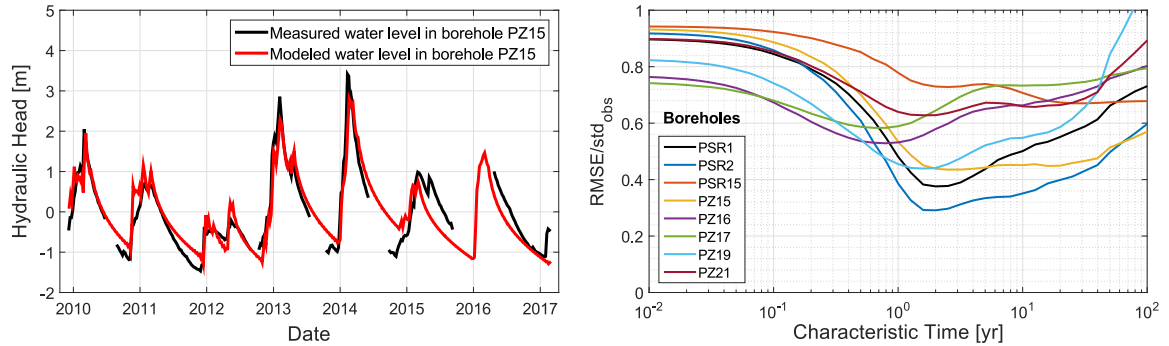 5
4
3
2
1
0
-1
-2
Hydraulic Head [m]
2010 2011 2012 2013 2014 2015 2016 2017
Date
Measured water level in borehole PZ15
Modeled water level in borehole PZ15
1
0.8
0.6
0.4
0.2
0
RMSE/std_obs
Boreholes
PSR1
PSR2
PSR15
PZ15
PZ16
PZ17
PZ19
PZ21
10^-2 10^-1 10^0 10^1 10^2
Characteristic Time [yr]